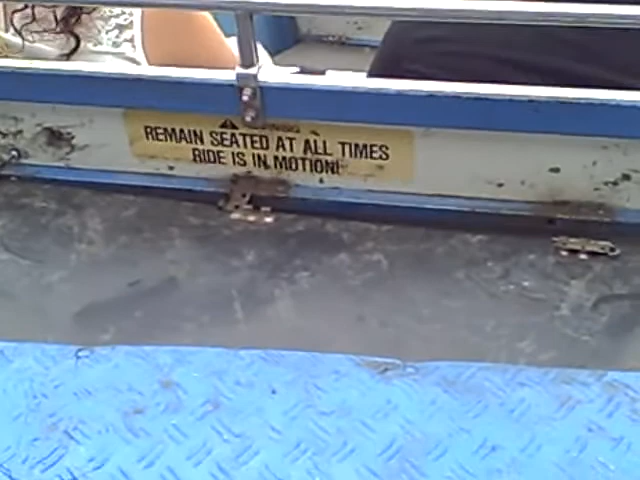 REMAIN SEATED AT ALL TIMES
RIDE IS IN MOTION!